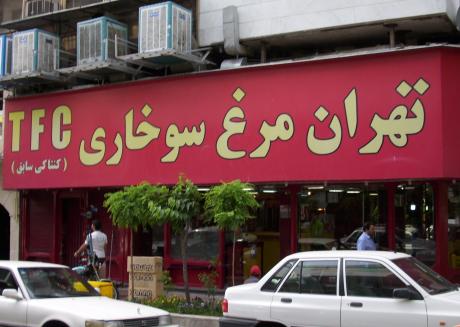 تهران مرغ سوخاری TFC
(کنتاکی سابق)